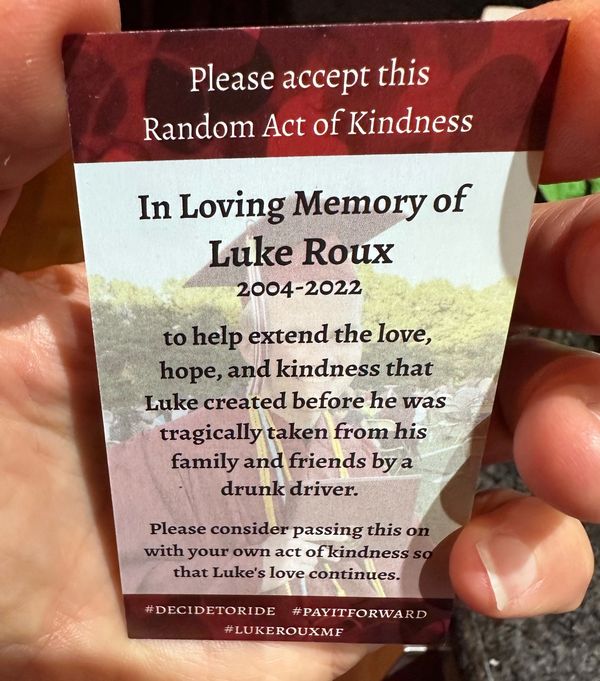 Please accept this
Random Act of Kindness
In Loving Memory of
Luke Roux
2004-2022
to help extend the love,
hope, and kindness that
Luke created before he was
tragically taken from his
family and friends by a
drunk driver.
Please consider passing this on
with your own act of kindness so
that Luke's love continues.
#DECIDETORIDE #PAYITFORWARD
#LUKEROUXMF